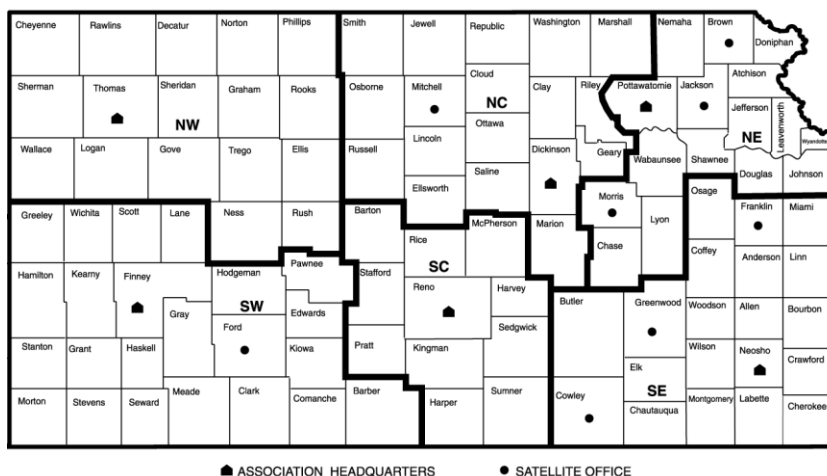 Cheyenne Rawlins Decatur Norton Phillips Smith Jewell Republic Washington Marshall Nemaha Brown Doniphan
Atchison
Sherman Thomas Sheridan Graham Rooks Osborne Mitchell Cloud Clay Riley Pottawatomie Jackson
NW NC NE
Jefferson Leavenworth Wyandotte
Ottawa
Wallace Logan Gove Trego Ellis Russell Lincoln Dickinson Geary Wabaunsee Shawnee
Saline
Ellsworth
Douglas Johnson
Greeley Wichita Scott Lane Ness Rush Barton McPherson Marion Morris Lyon Osage Franklin Miami
Rice
Chase
Hamilton Kearny Finney Hodgeman Pawnee Stafford SC Coffey Anderson Linn
Reno Harvey
Gray SW Edwards Butler Greenwood Woodson Allen Bourbon
Ford Sedgwick
Stanton Grant Haskell Kiowa Pratt Kingman Wilson Neosho Crawford
Elk
Morton Stevens Seward Meade Clark Comanche Barber Harper Sumner Cowley SE Montgomery Labette Cherokee
Chautauqua
ASSOCIATION HEADQUARTERS SATELLITE OFFICE